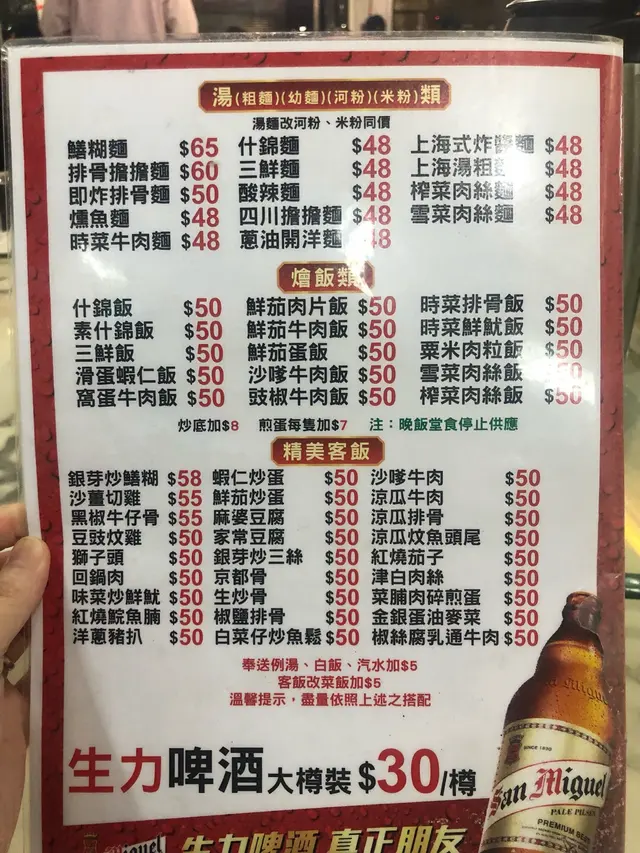 湯(粗麵)(幼麵)(河粉)(米粉)類
湯麵改河粉、米粉同價
鱔糊麵 $65 什錦麵 $48 上海式炸醬麵 $48
排骨擔擔麵 $60 三鮮麵 $48 上海湯粗 $48
即炸排骨麵 $50 酸辣麵 $48 榨菜肉絲麵 $48
燻魚麵 $48 四川擔擔麵 $48 雪菜肉絲麵 $48
時菜牛肉麵 $48 蔥油開洋麵 $48
燴飯類
什錦飯 $50 鮮茄肉片飯 $50 時菜排骨飯 $50
素什錦飯 $50 鮮茄牛肉飯 $50 時菜鮮魷飯 $50
三鮮飯 $50 鮮茄蛋飯 $50 粟米肉粒飯 $50
滑蛋蝦仁飯 $50 沙嗲牛肉飯 $50 雪菜肉絲飯 $50
窩蛋牛肉飯 $50 豉椒牛肉飯 $50 榨菜肉絲飯 $50
炒底加$8 煎蛋每隻加$7 注：晚飯堂食停止供應
精美客飯
銀芽炒鱔糊 $58 蝦仁炒蛋 $50 沙嗲牛肉 $50
沙薑切雞 $55 鮮茄炒蛋 $50 涼瓜牛肉 $50
黑椒牛仔骨 $55 麻婆豆腐 $50 涼瓜排骨 $50
豆豉炆雞 $50 家常豆腐 $50 涼瓜炆魚頭尾 $50
獅子頭 $50 銀芽炒三絲 $50 紅燒茄子 $50
回鍋肉 $50 京都骨 $50 津白肉絲 $50
味菜炒鮮魷 $50 生炒骨 $50 菜脯肉碎煎蛋 $50
紅燒鯇魚腩 $50 椒鹽排骨 $50 金銀蛋油麥菜 $50
洋蔥豬扒 $50 白菜仔炒魚鬆 $50 椒絲腐乳通牛肉 $50
奉送例湯、白飯、汽水加$5
客飯改菜飯加$5
溫馨提示，盡量依照上述之搭配
生力啤酒大樽裝 $30/樽
SINCE 1890
San Miguel
PALE PILSEN
PREMIUM BEER
生力啤酒 真正朋友